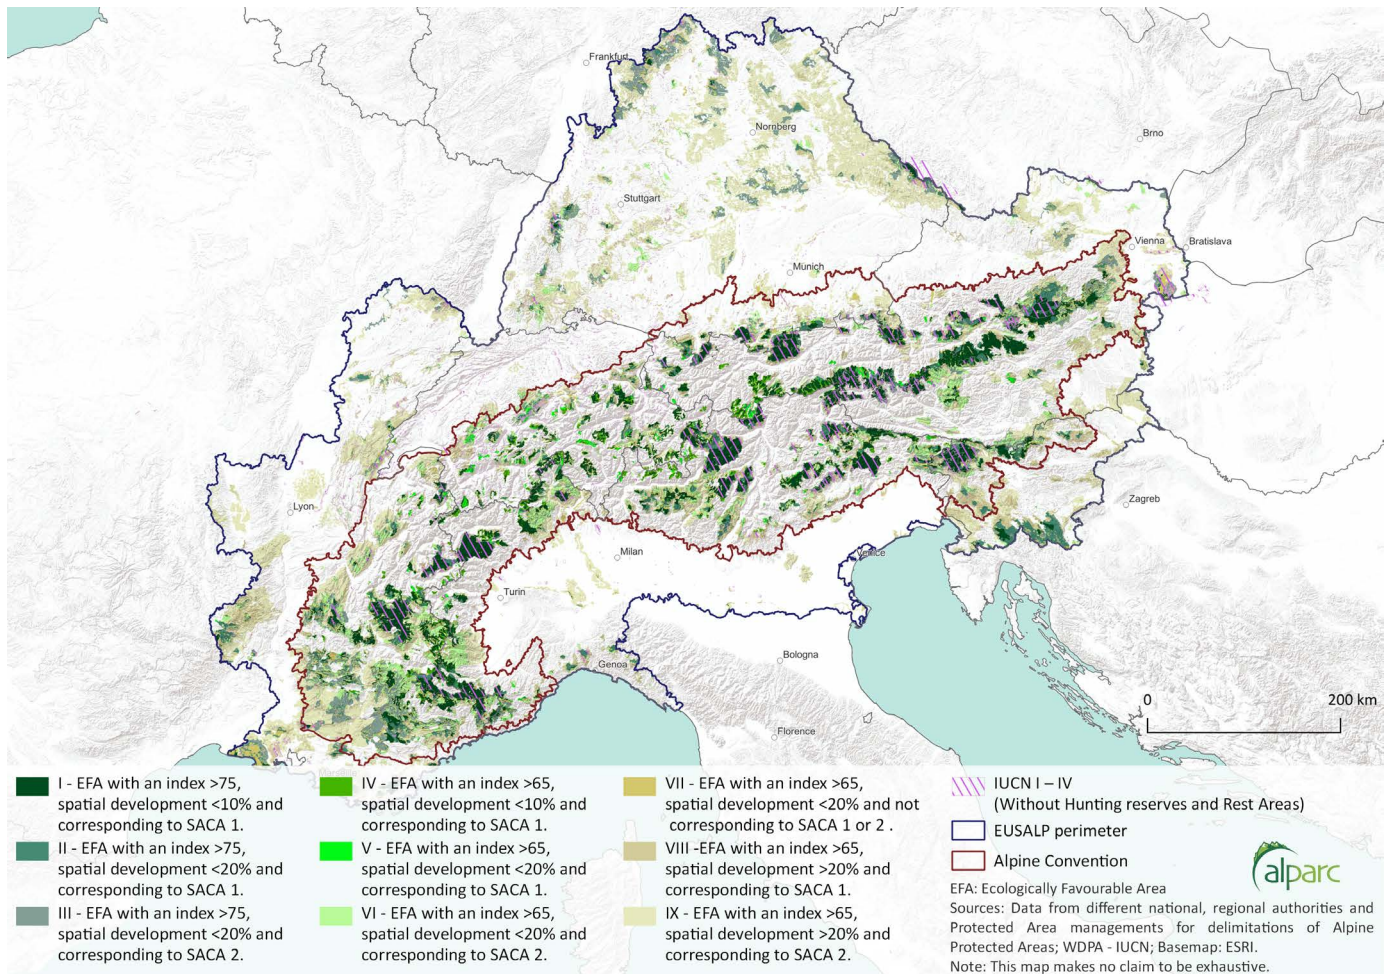 Frankfurt
Nornberg
Brno
Stuttgart
Vienna
Bratislava
Munich
Lyon
Zagreb
Milan
Venice
Turin
Bologna
Genoa
Florence
0 200 km
I - EFA with an index >75,
spatial development <10% and
corresponding to SACA 1.
II - EFA with an index >75,
spatial development <20% and
corresponding to SACA 1.
III - EFA with an index >75,
spatial development <20% and
corresponding to SACA 2.
IV - EFA with an index >65,
spatial development <10% and
corresponding to SACA 1.
V - EFA with an index >65,
spatial development <20% and
corresponding to SACA 1.
VI - EFA with an index >65,
spatial development <20% and
corresponding to SACA 2.
VII - EFA with an index >65,
spatial development <20% and not
corresponding to SACA 1 or 2 .
VIII -EFA with an index >65,
spatial development >20% and
corresponding to SACA 1.
IX - EFA with an index >65,
spatial development >20% and
corresponding to SACA 2.
IUCN I – IV
(Without Hunting reserves and Rest Areas)
EUSALP perimeter
Alpine Convention
alparc
EFA: Ecologically Favourable Area
Sources: Data from different national, regional authorities and
Protected Area managements for delimitations of Alpine
Protected Areas; WDPA - IUCN; Basemap: ESRI.
Note: This map makes no claim to be exhaustive.